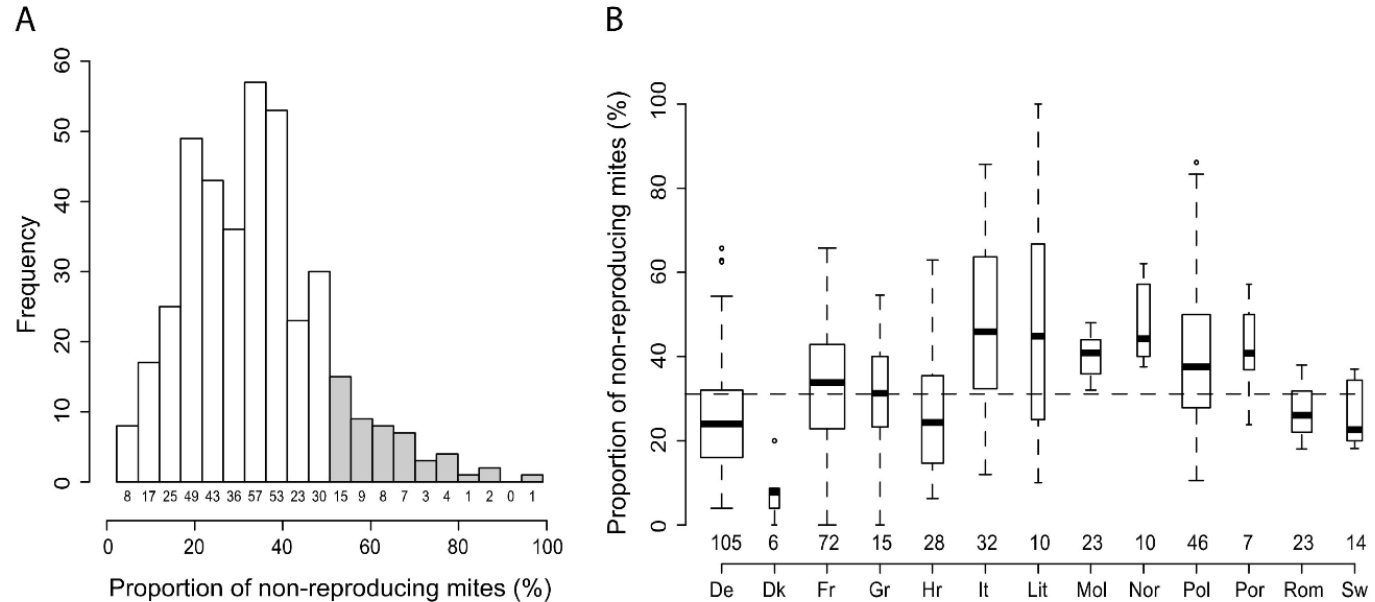 A
Frequency
60
50
40
30
20
10
0
8 17 25 49 43 36 57 53 23 30 15 9 8 7 3 4 1 2 0 1
0 20 40 60 80 100
Proportion of non-reproducing mites (%)
B
Proportion of non-reproducing mites (%)
100
80
60
40
20
0
105 6 72 15 28 32 10 23 10 46 7 23 14
De Dk Fr Gr Hr It Lit Mol Nor Pol Por Rom Sw